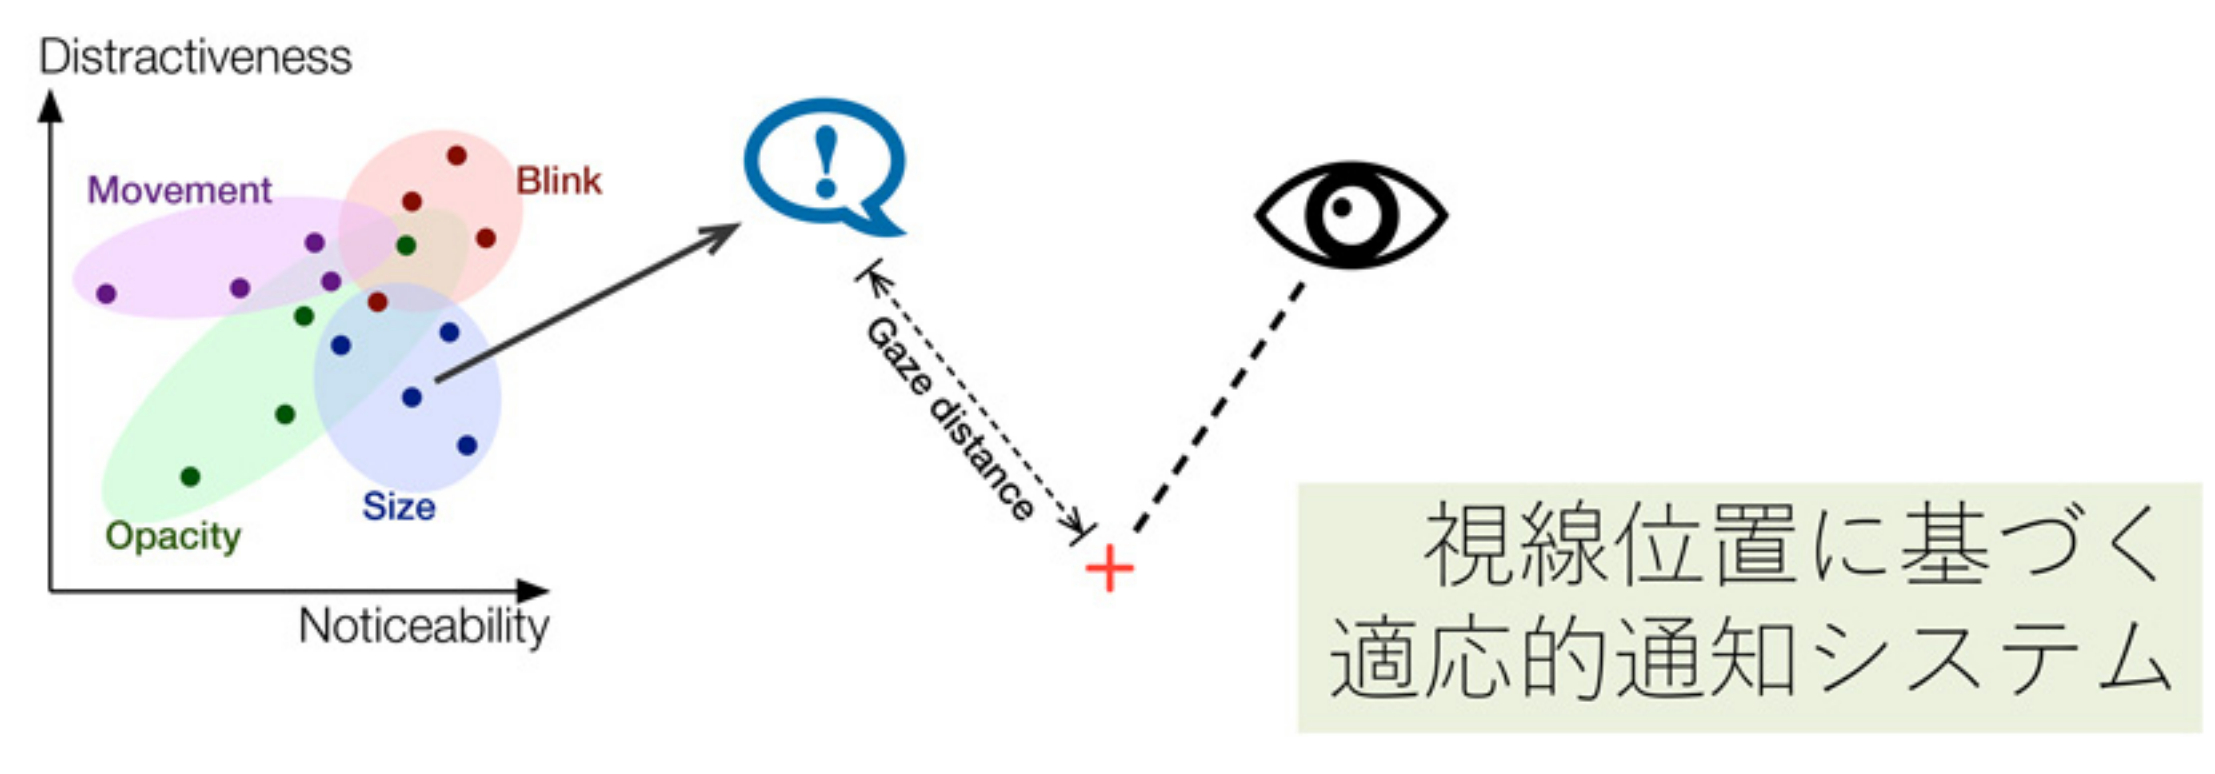 Distractiveness
Movement
Blink
Gaze distance
Size
Opacity
Noticeability
視線位置に基づく
適応的通知システム